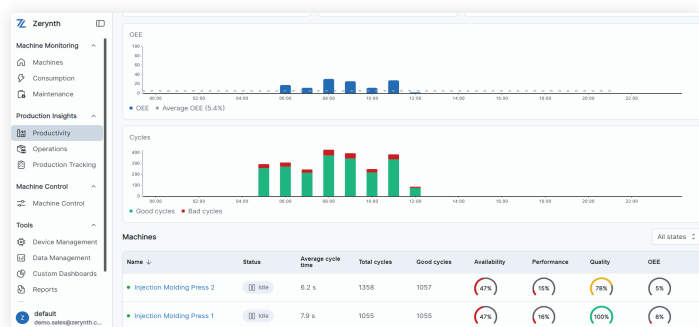 Zerynth
Machine Monitoring
Machines
Consumption
Maintenance
Production Insights
Productivity
Operations
Production Tracking
Machine Control
Machine Control
Tools
Device Management
Data Management
Custom Dashboards
Reports
Z
default
demo.sales@zerynth.c...
OEE
100
80
60
40
20
0
00:00 02:00 04:00 06:00 08:00 10:00 12:00 14:00 16:00 18:00 20:00 22:00
OEE Average OEE (5.4%)
Cycles
400
300
200
100
0
00:00 02:00 04:00 06:00 08:00 10:00 12:00 14:00 16:00 18:00 20:00 22:00
Good cycles Bad cycles
Machines
All states
Name ↓ Status Average cycle time Total cycles Good cycles Availability Performance Quality OEE
Injection Molding Press 2 Idle 6.2 s 1358 1057 47% 15% 78% 5%
Injection Molding Press 1 Idle 7.9 s 1055 1055 47% 16% 100% 6%